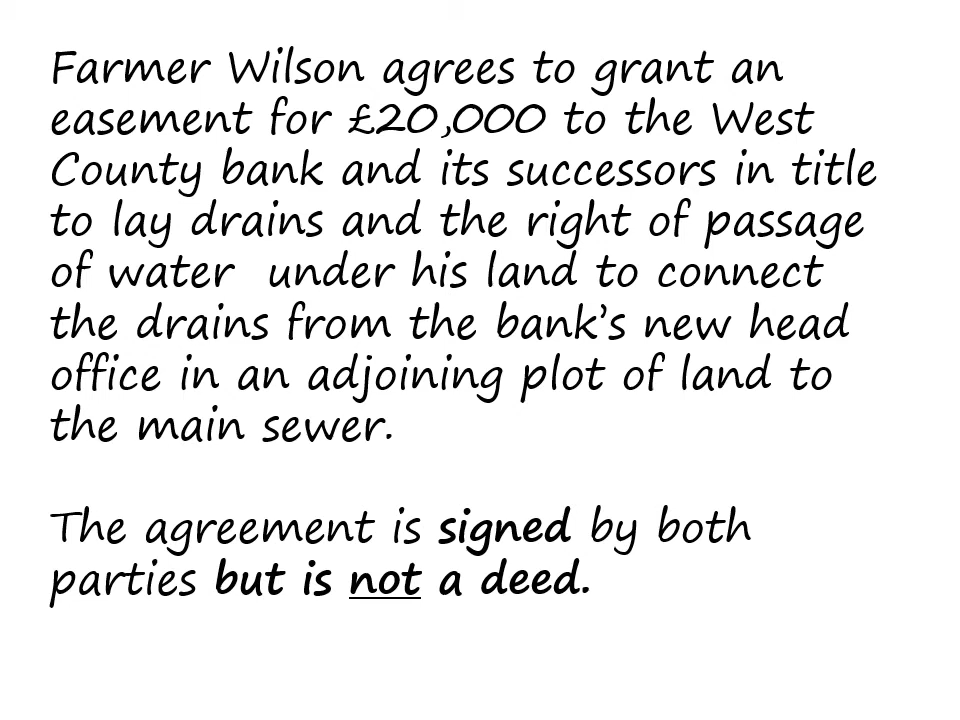 Farmer Wilson agrees to grant an
easement for £20,000 to the West
County bank and its successors in title
to lay drains and the right of passage
of water  under his land to connect
the drains from the bank's new head
office in an adjoining plot of land to
the main sewer.
The agreement is signed by both
parties but is not a deed.